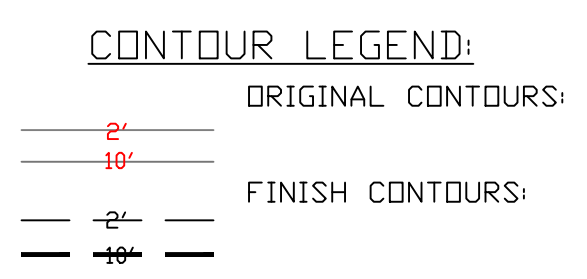 CONTOUR LEGEND:
ORIGINAL CONTOURS:
2'
10'
FINISH CONTOURS:
2'
10'